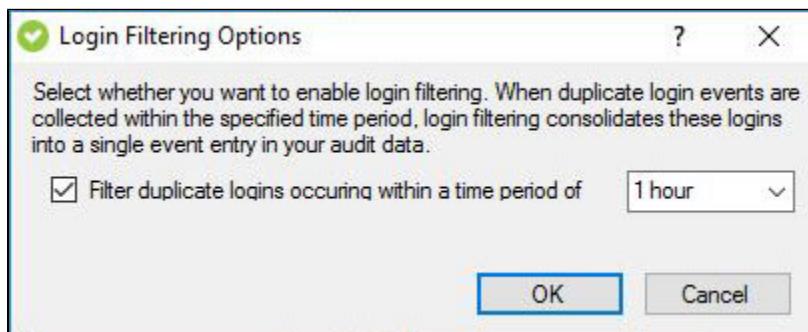 Login Filtering Options
?
Select whether you want to enable login filtering. When duplicate login events are
collected within the specified time period, login filtering consolidates these logins
into a single event entry in your audit data.
Filter duplicate logins occuring within a time period of 1 hour
OK Cancel